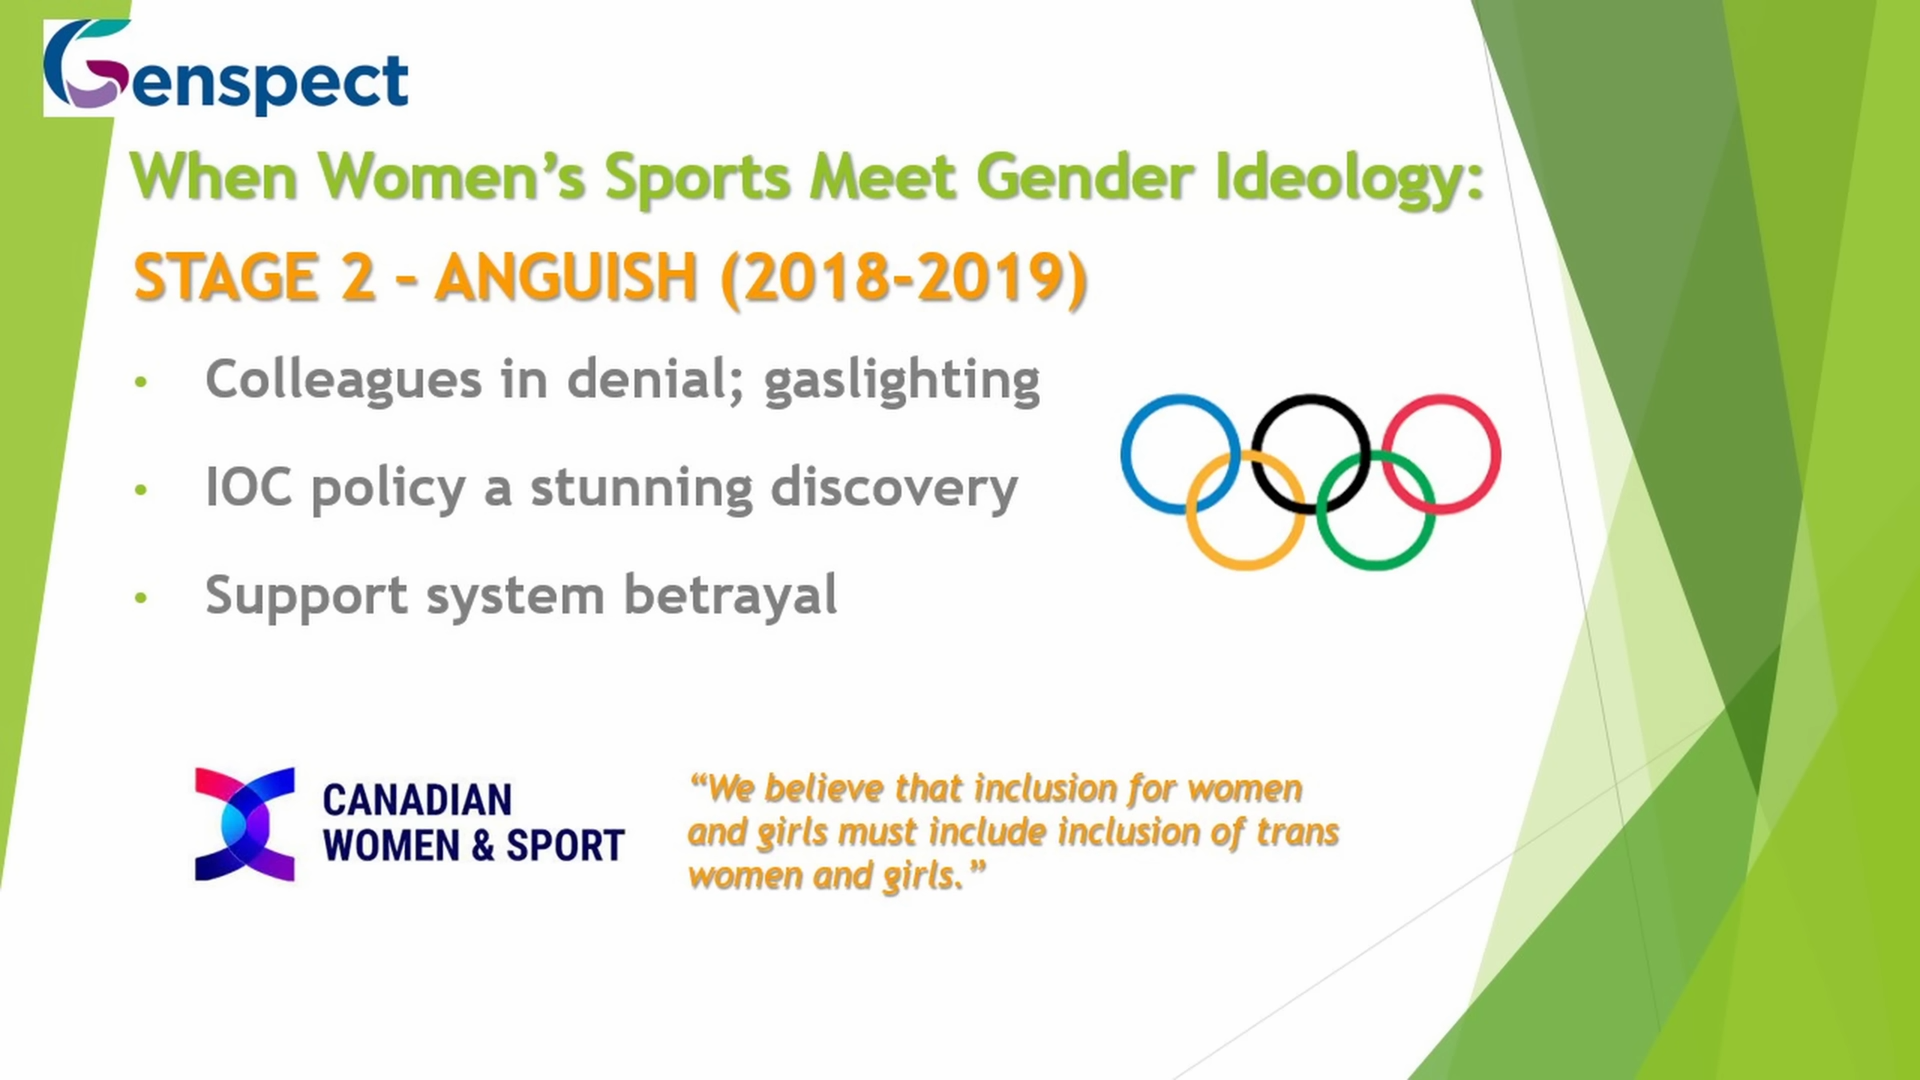 Genspect
When Women’s Sports Meet Gender Ideology:
STAGE 2 – ANGUISH (2018-2019)
• Colleagues in denial; gaslighting
• IOC policy a stunning discovery
• Support system betrayal
CANADIAN
WOMEN & SPORT
“We believe that inclusion for women
and girls must include inclusion of trans
women and girls.”